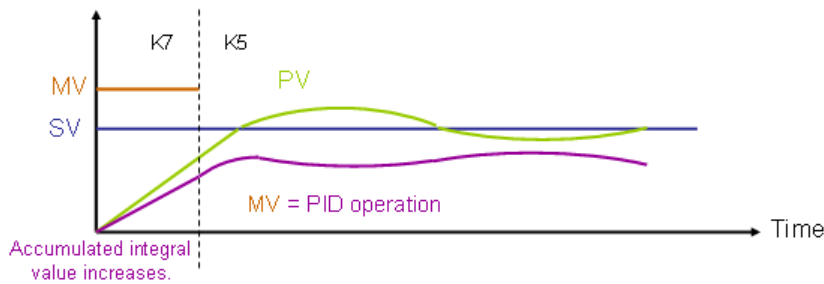 K7 K5
MV
PV
SV
MV = PID operation
Time
Accumulated integral
value increases.